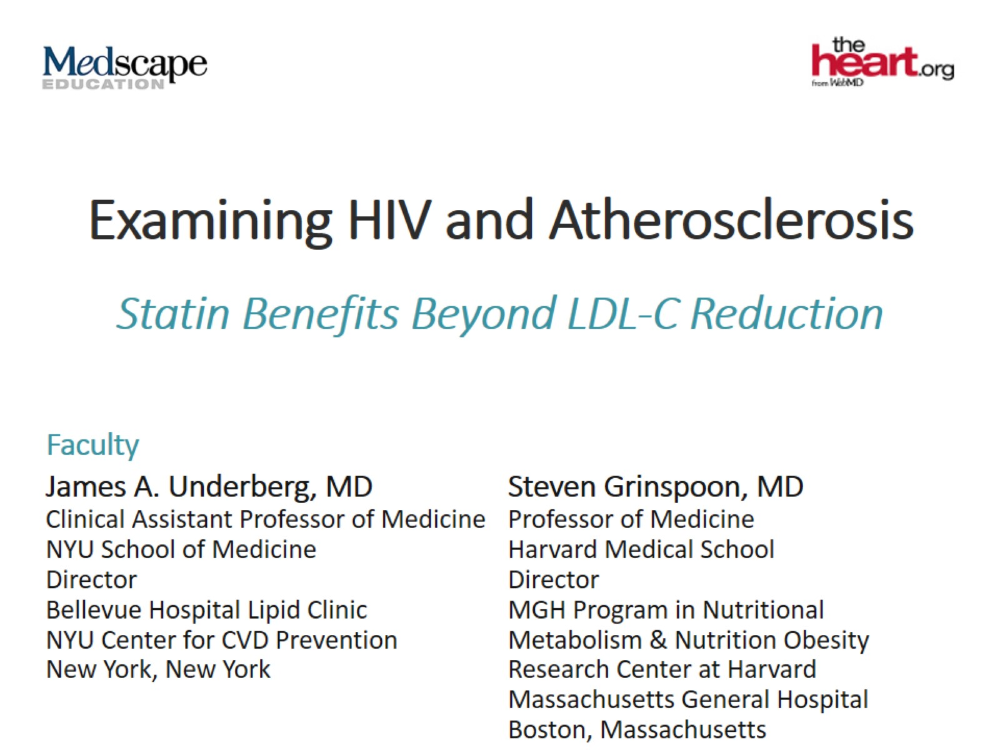 Medscape
EDUCATION
the
heart.org
from WebMD
Examining HIV and Atherosclerosis
Statin Benefits Beyond LDL-C Reduction
Faculty
James A. Underberg, MD
Clinical Assistant Professor of Medicine
NYU School of Medicine
Director
Bellevue Hospital Lipid Clinic
NYU Center for CVD Prevention
New York, New York
Steven Grinspoon, MD
Professor of Medicine
Harvard Medical School
Director
MGH Program in Nutritional
Metabolism & Nutrition Obesity
Research Center at Harvard
Massachusetts General Hospital
Boston, Massachusetts